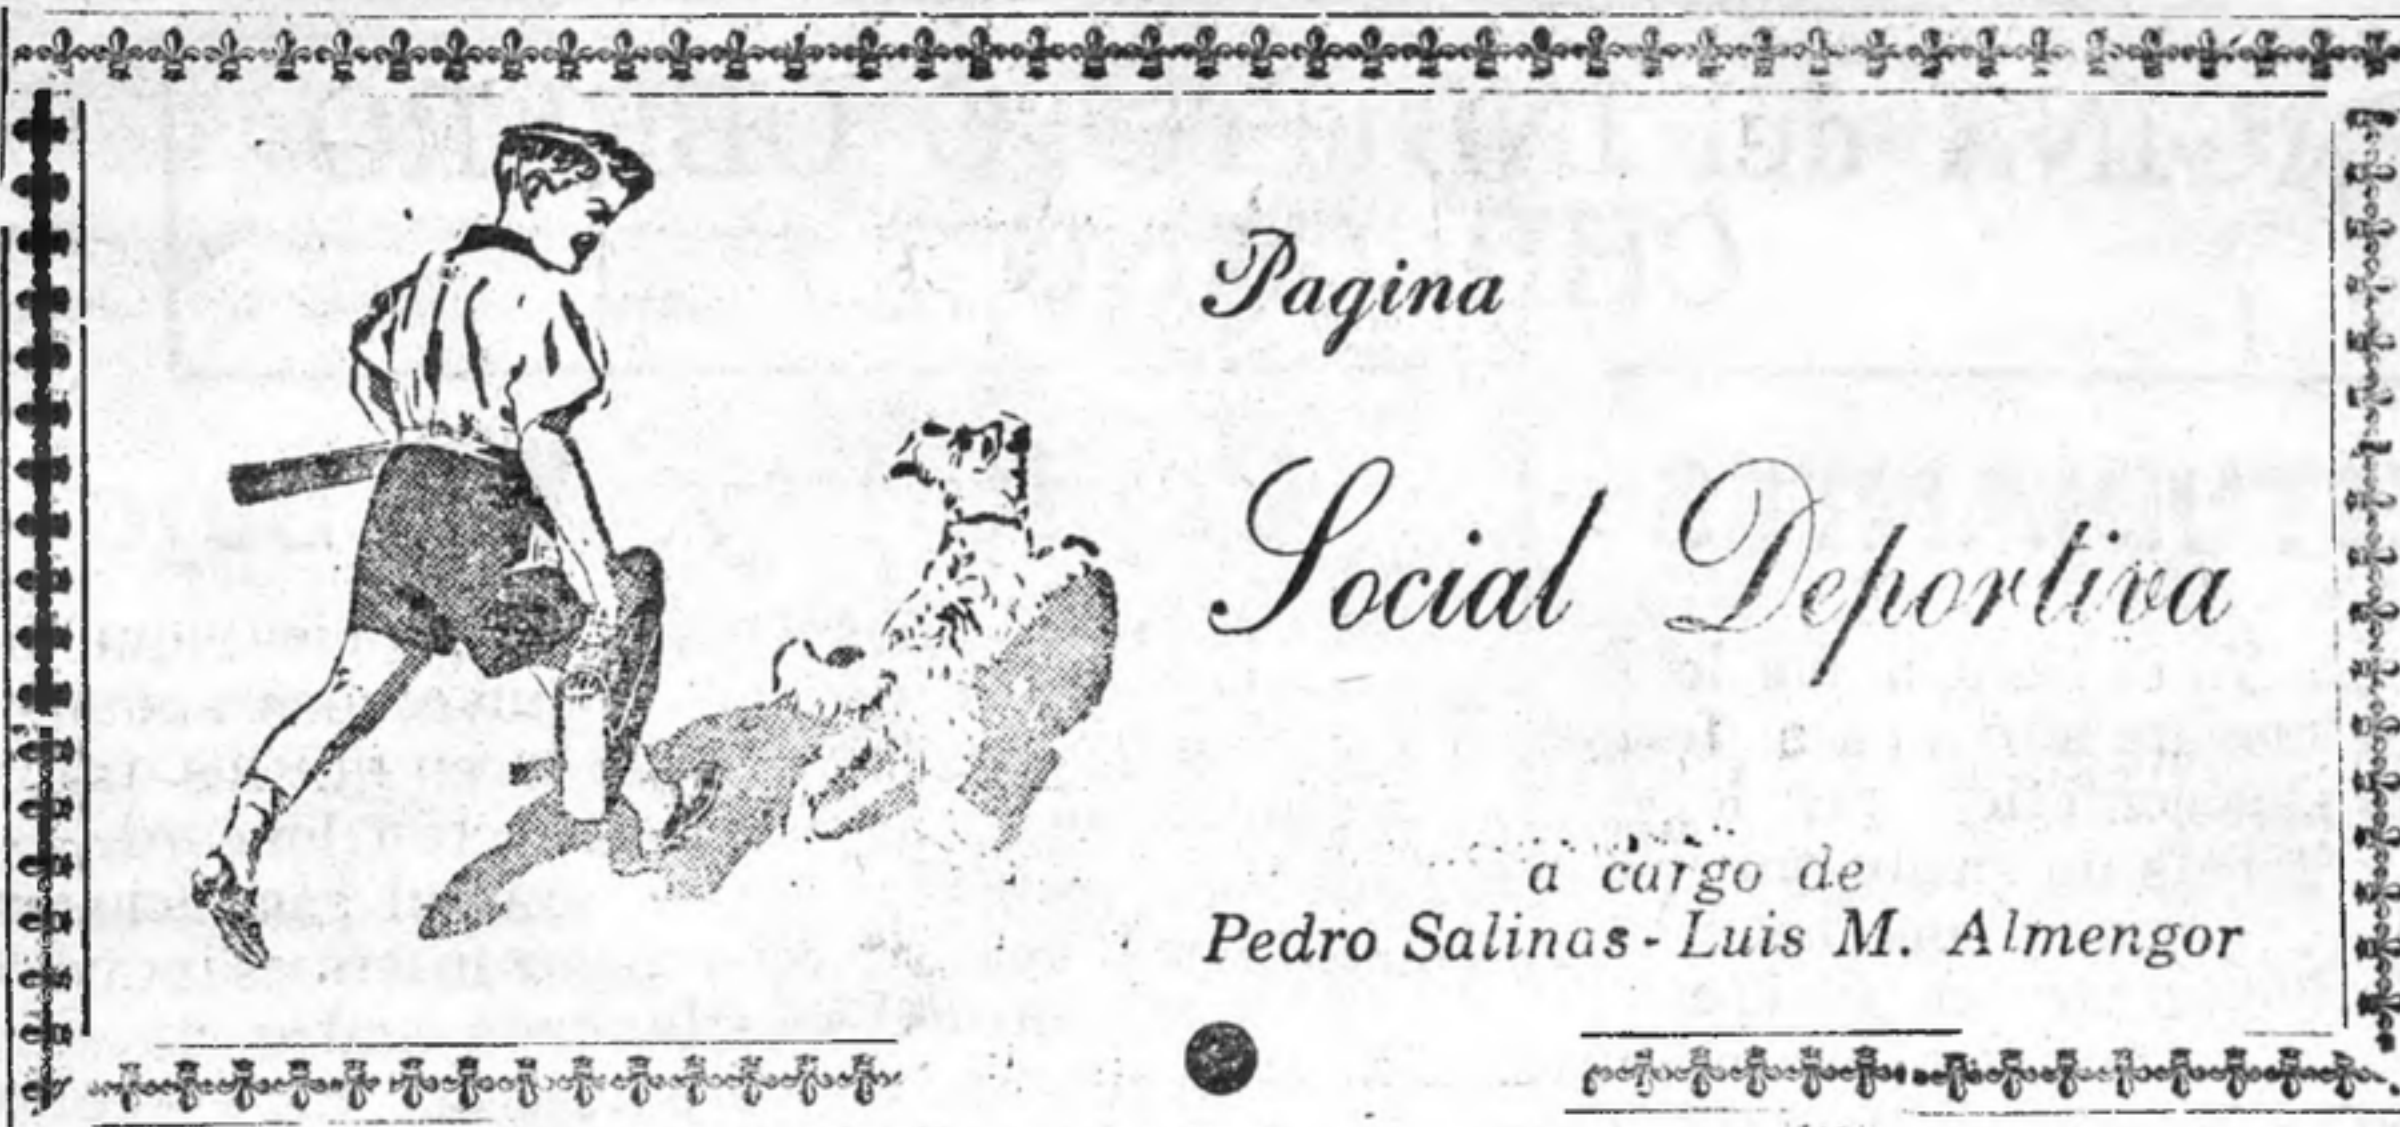 Pagina
Social Deportiva
a cargo de
Pedro Salinas - Luis M. Almengor